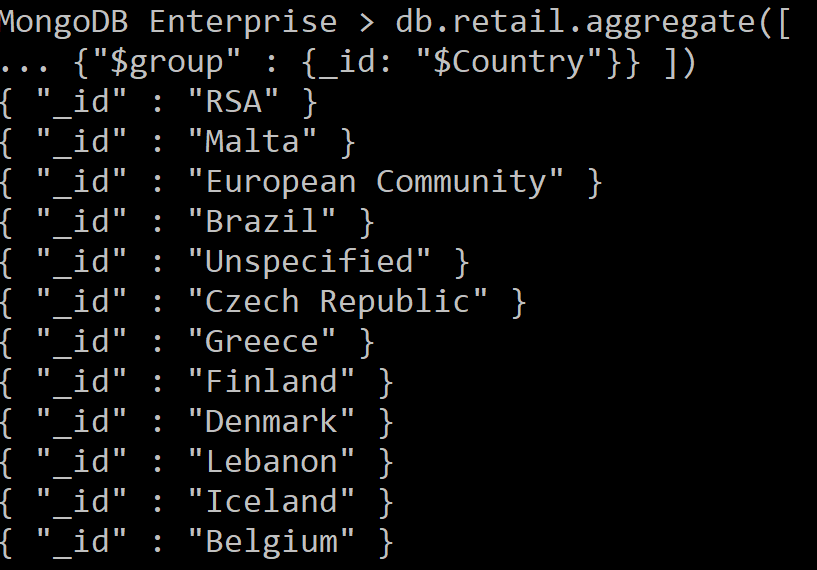 MongoDB Enterprise > db.retail.aggregate([
... {"$group" : {_id: "$Country"}} ])
{ "_id" : "RSA" }
{ "_id" : "Malta" }
{ "_id" : "European Community" }
{ "_id" : "Brazil" }
{ "_id" : "Unspecified" }
{ "_id" : "Czech Republic" }
{ "_id" : "Greece" }
{ "_id" : "Finland" }
{ "_id" : "Denmark" }
{ "_id" : "Lebanon" }
{ "_id" : "Iceland" }
{ "_id" : "Belgium" }